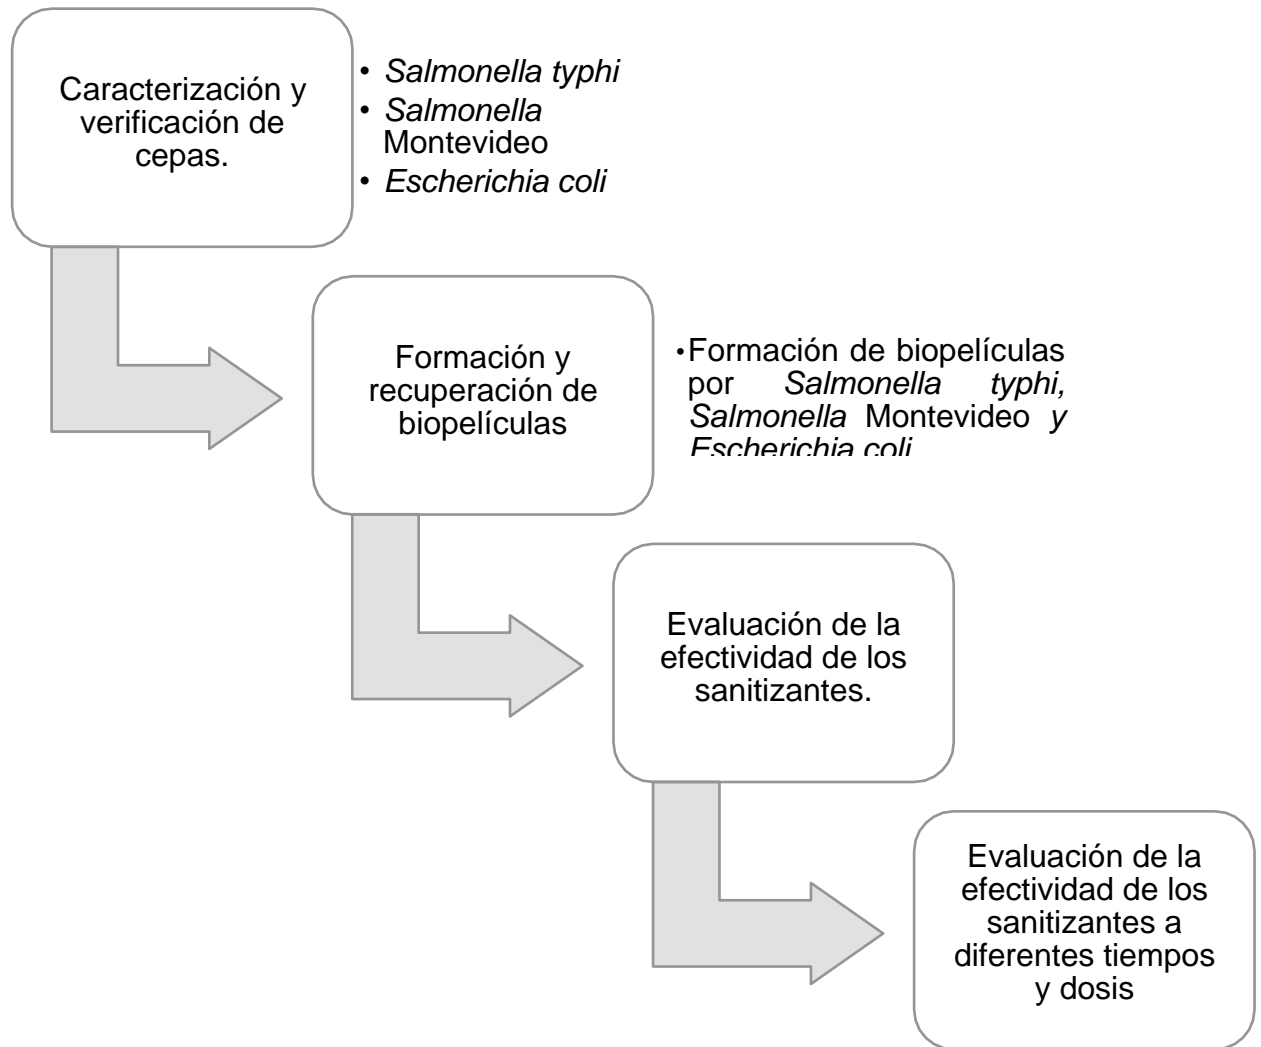 Caracterización y
verificación de
cepas.
• Salmonella typhi
• Salmonella
Montevideo
• Escherichia coli
Formación y
recuperación de
biopelículas
•Formación de biopelículas
por Salmonella typhi,
Salmonella Montevideo y
Escherichia coli
Evaluación de la
efectividad de los
sanitizantes.
Evaluación de la
efectividad de los
sanitizantes a
diferentes tiempos
y dosis